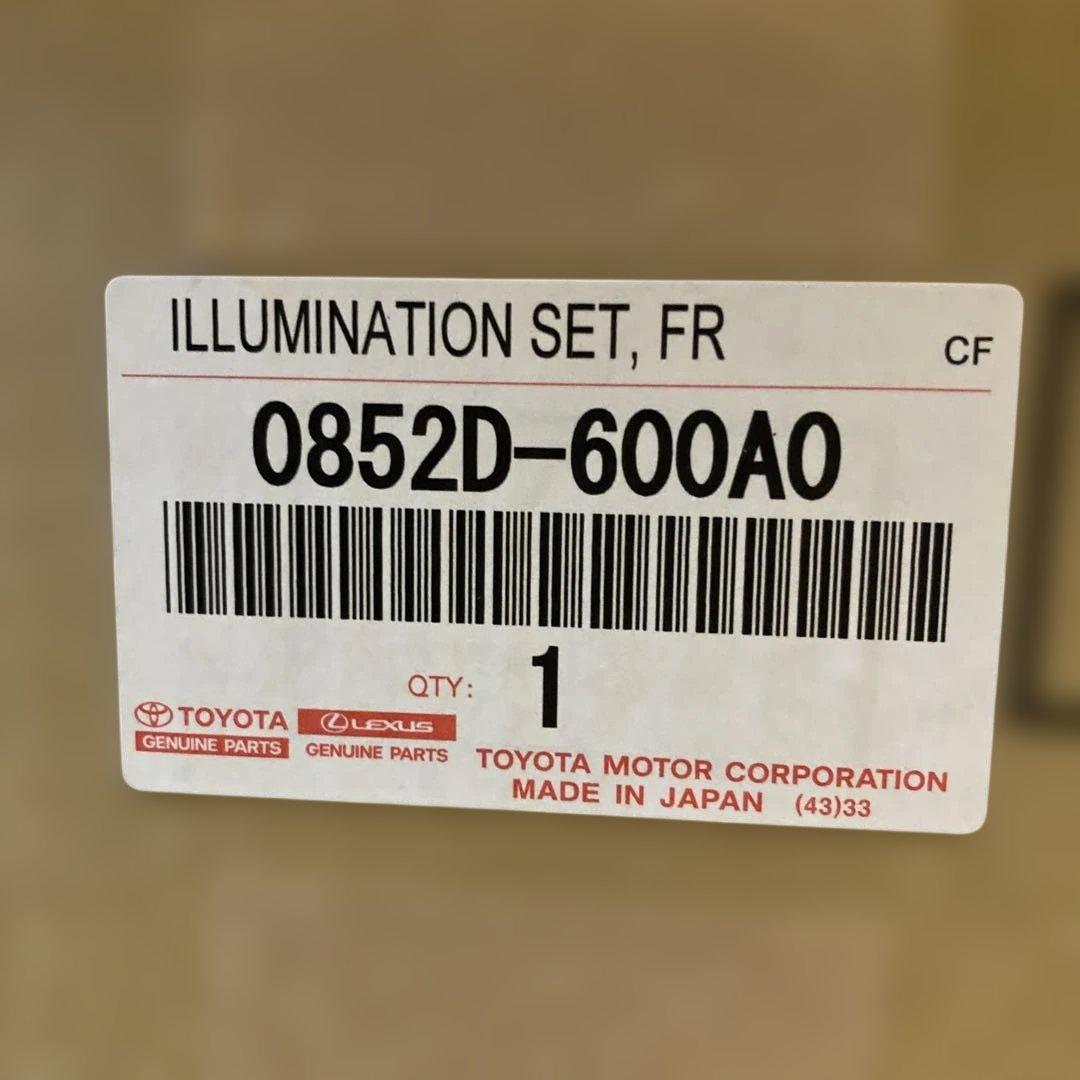 ILLUMINATION SET, FR
CF
0852D-600A0
QTY: 1
TOYOTA
GENUINE PARTS
LEXUS
GENUINE PARTS
TOYOTA MOTOR CORPORATION
MADE IN JAPAN (43)33